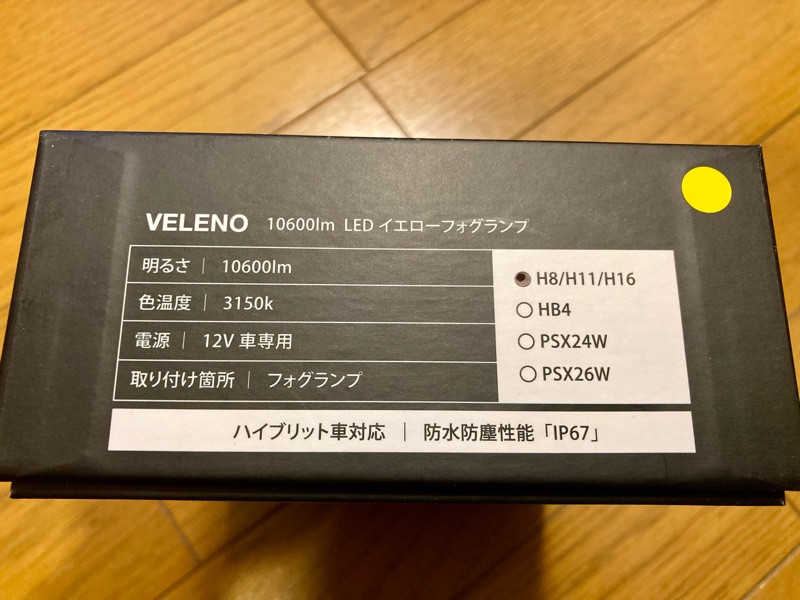 VELENO 10600lm LED イエローフォグランプ
明るさ | 10600lm
色温度 | 3150k
電源 | 12V 車専用
取り付け箇所 | フォグランプ
H8/H11/H16
HB4
PSX24W
PSX26W
ハイブリット車対応 | 防水防塵性能「IP67」